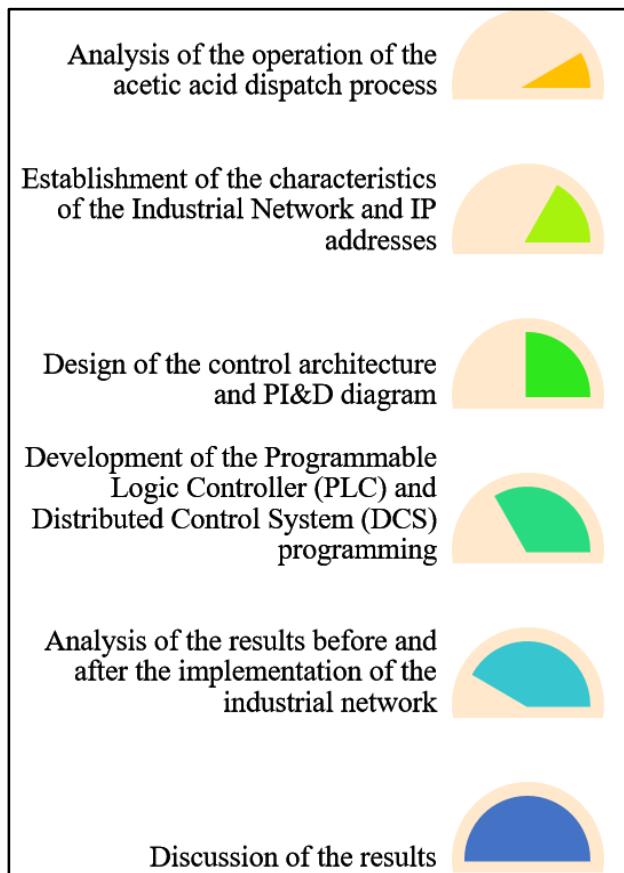 Analysis of the operation of the
acetic acid dispatch process
Establishment of the characteristics
of the Industrial Network and IP
addresses
Design of the control architecture
and PI&D diagram
Development of the Programmable
Logic Controller (PLC) and
Distributed Control System (DCS)
programming
Analysis of the results before and
after the implementation of the
industrial network
Discussion of the results